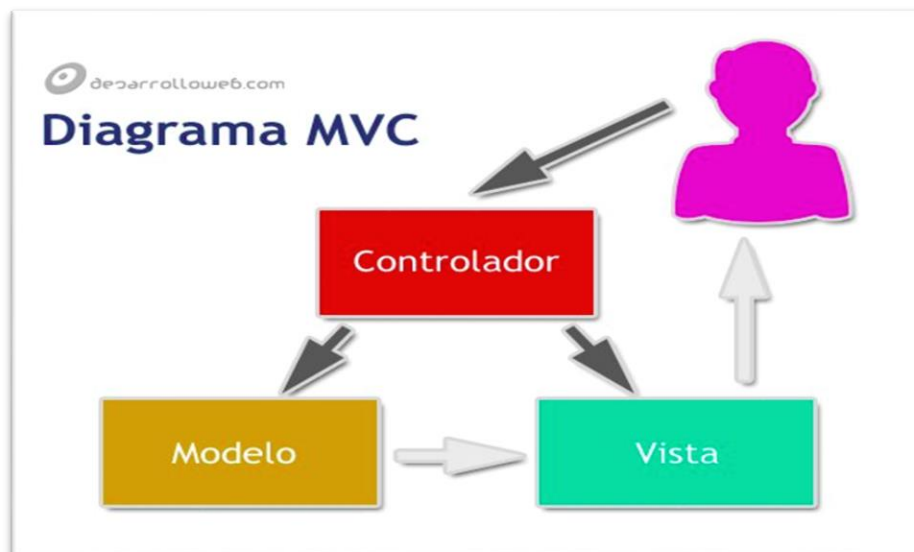 desarrolloweb.com
Diagrama MVC
Controlador
Modelo
Vista